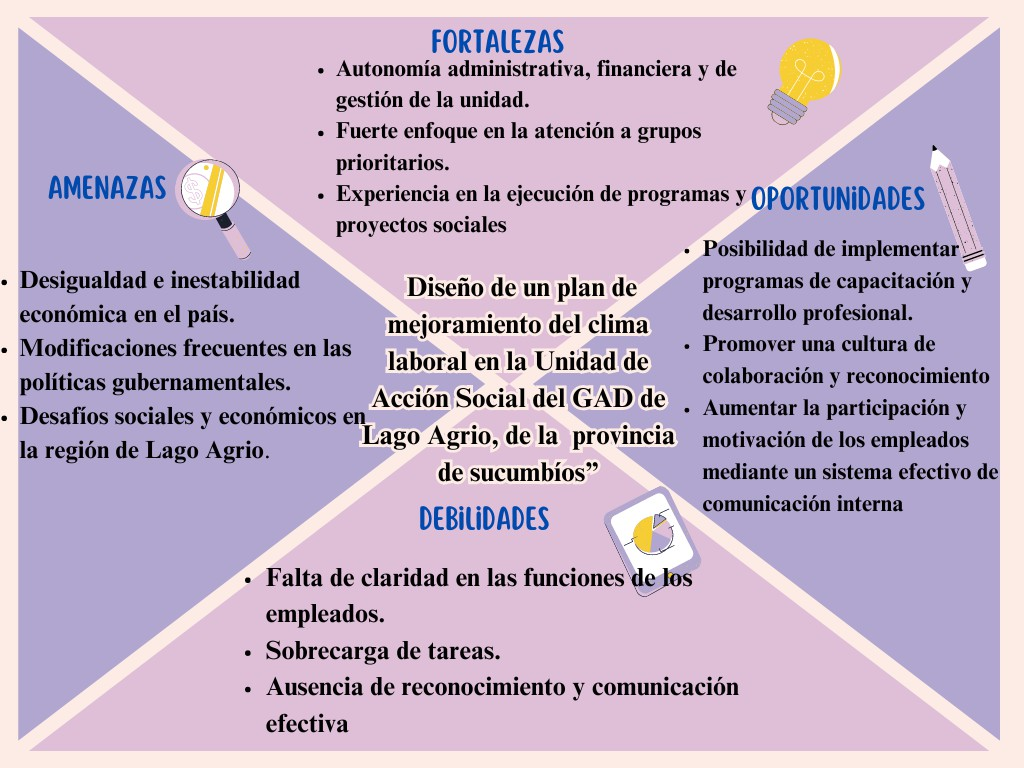 FORTALEZAS
• Autonomía administrativa, financiera y de
gestión de la unidad.
• Fuerte enfoque en la atención a grupos
prioritarios.
• Experiencia en la ejecución de programas y
proyectos sociales
AMENAZAS
• Desigualdad e inestabilidad
económica en el país.
• Modificaciones frecuentes en las
políticas gubernamentales.
• Desafíos sociales y económicos en
la región de Lago Agrio.
Diseño de un plan de
mejoramiento del clima
laboral en la Unidad de
Acción Social del GAD de
Lago Agrio, de la provincia
de sucumbíos”
OPORTUNIDADES
• Posibilidad de implementar
programas de capacitación y
desarrollo profesional.
• Promover una cultura de
colaboración y reconocimiento
• Aumentar la participación y
motivación de los empleados
mediante un sistema efectivo de
comunicación interna
DEBILIDADES
• Falta de claridad en las funciones de los
empleados.
• Sobrecarga de tareas.
• Ausencia de reconocimiento y comunicación
efectiva